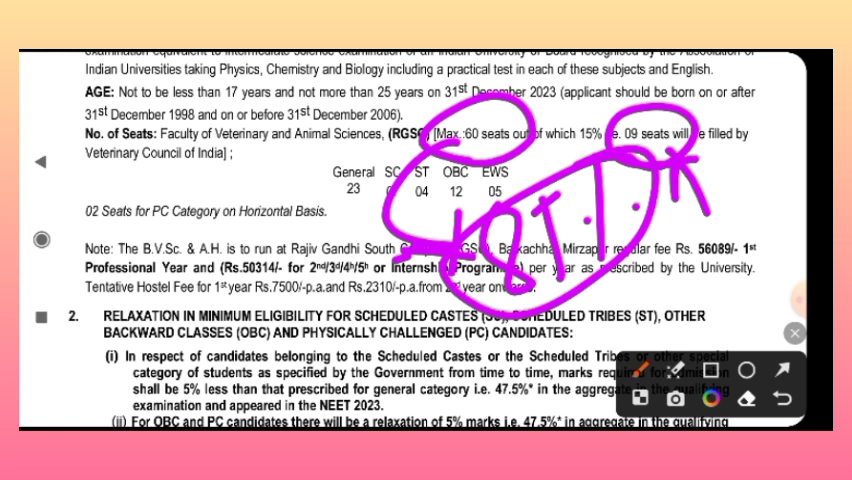 Indian Universities taking Physics, Chemistry and Biology including a practical test in each of these subjects and English.
AGE: Not to be less than 17 years and not more than 25 years on 31st December 2023 (applicant should be born on or after
31st December 1998 and on or before 31st December 2006).
No. of Seats: Faculty of Veterinary and Animal Sciences, (RGSC) [Max.:60 seats out of which 15% i.e. 09 seats will be filled by
Veterinary Council of India] ;
General SC ST OBC EWS
23 04 12 05
02 Seats for PC Category on Horizontal Basis.
Note: The B.V.Sc. & A.H. is to run at Rajiv Gandhi South Barkachha, Mirzapur regular fee Rs. 56089/- 1st
Professional Year and (Rs.50314/- for 2nd/3rd/4th/5th or Internship Programme) per year as prescribed by the University.
Tentative Hostel Fee for 1st year Rs.7500/-p.a.and Rs.2310/-p.a.from 2nd year onwards.
2. RELAXATION IN MINIMUM ELIGIBILITY FOR SCHEDULED CASTES (SC), SCHEDULED TRIBES (ST), OTHER
BACKWARD CLASSES (OBC) AND PHYSICALLY CHALLENGED (PC) CANDIDATES:
(i) In respect of candidates belonging to the Scheduled Castes or the Scheduled Tribes or other special
category of students as specified by the Government from time to time, marks required for admission
shall be 5% less than that prescribed for general category i.e. 47.5%* in the aggregate in the qualifying
examination and appeared in the NEET 2023.
(ii) For OBC and PC candidates there will be a relaxation of 5% marks i.e. 47.5%* in aggregate in the qualifying